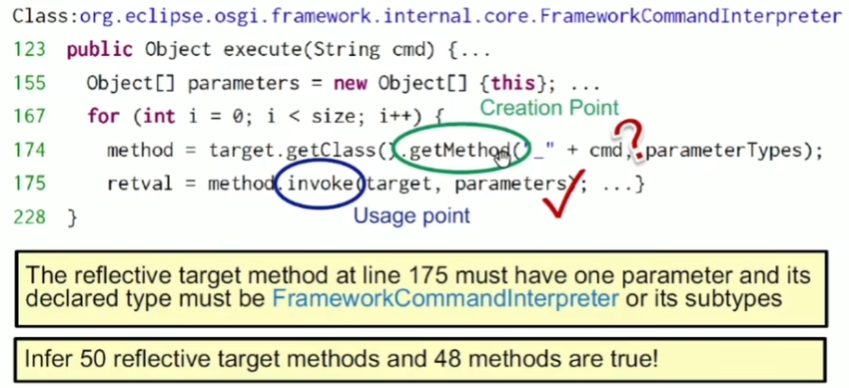 Class:org.eclipse.osgi.framework.internal.core.FrameworkCommandInterpreter
123 public Object execute(String cmd) {...
155 Object[] parameters = new Object[] {this}; ...
167 for (int i = 0; i < size; i++) {
Creation Point
174 method = target.getClass().getMethod("_" + cmd, parameterTypes);
?
175 retval = method.invoke(target, parameters); ...}
228 }
Usage point
The reflective target method at line 175 must have one parameter and its
declared type must be FrameworkCommandInterpreter or its subtypes
Infer 50 reflective target methods and 48 methods are true!